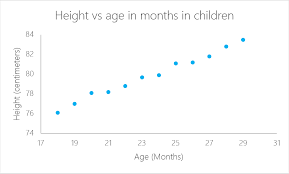 Height vs age in months in children
Height (centimeters)
84
82
80
78
76
74
17 19 21 23 25 27 29 31
Age (Months)